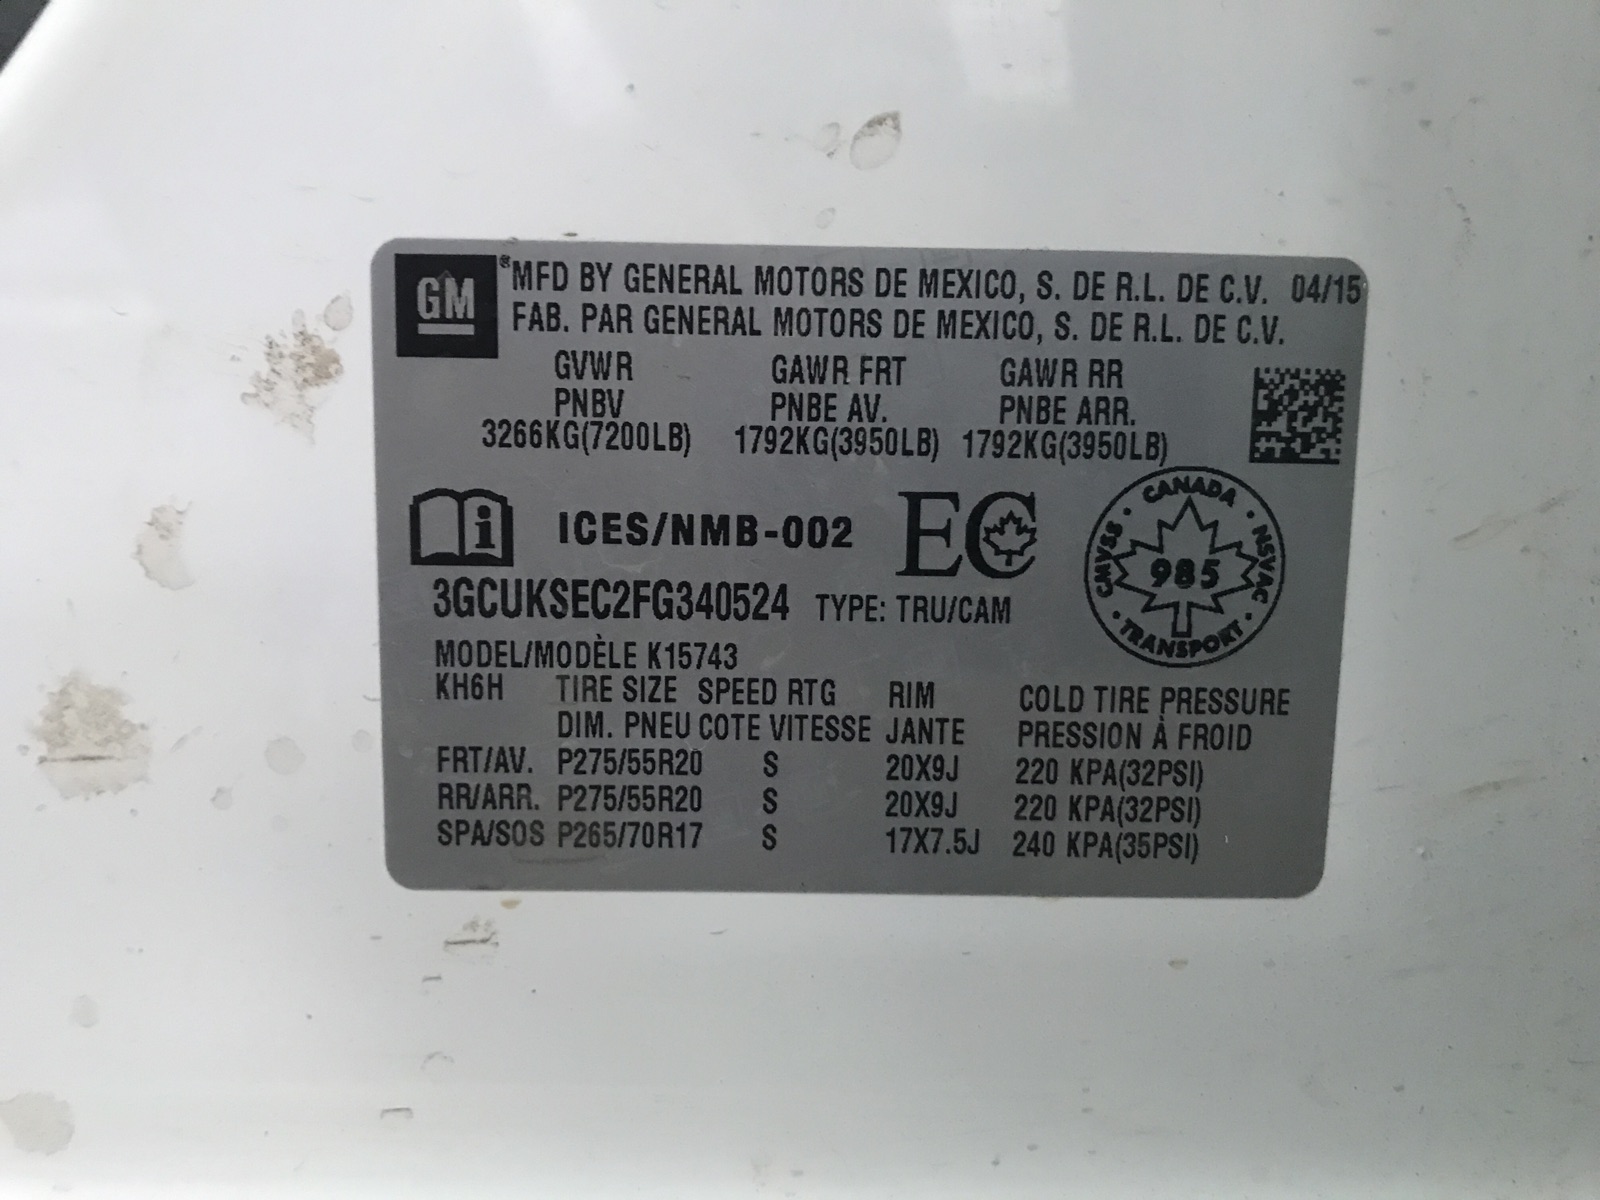 GM ® MFD BY GENERAL MOTORS DE MEXICO, S. DE R.L. DE C.V. 04/15
FAB. PAR GENERAL MOTORS DE MEXICO, S. DE R.L. DE C.V.
GVWR GAWR FRT GAWR RR
PNBV PNBE AV. PNBE ARR.
3266KG(7200LB) 1792KG(3950LB) 1792KG(3950LB)
i ICES/NMB-002 EC
CANADA · NSVAC · TRANSPORT · CMVSS ·
985
3GCUKSEC2FG340524 TYPE: TRU/CAM
MODEL/MODÈLE K15743
KH6H TIRE SIZE SPEED RTG RIM COLD TIRE PRESSURE
DIM. PNEU COTE VITESSE JANTE PRESSION À FROID
FRT/AV. P275/55R20 S 20X9J 220 KPA(32PSI)
RR/ARR. P275/55R20 S 20X9J 220 KPA(32PSI)
SPA/SOS P265/70R17 S 17X7.5J 240 KPA(35PSI)